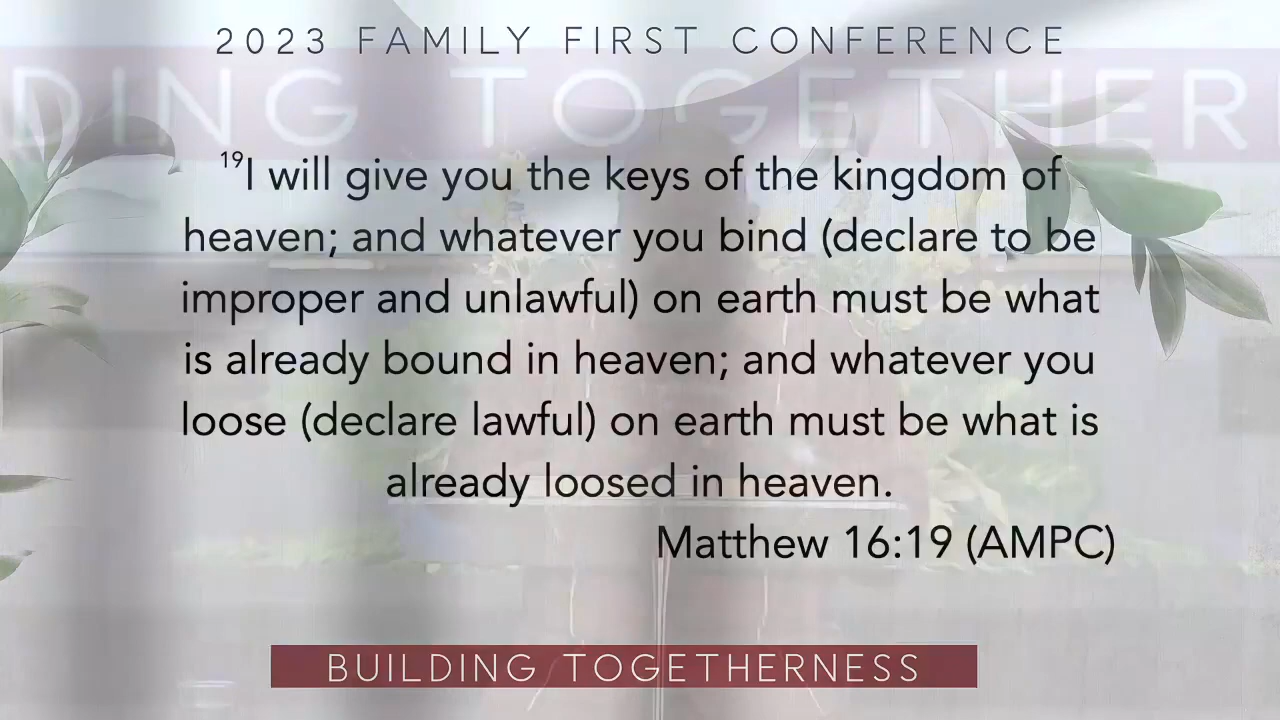 2023 FAMILY FIRST CONFERENCE
DING TOGETHER
¹⁹I will give you the keys of the kingdom of
heaven; and whatever you bind (declare to be
improper and unlawful) on earth must be what
is already bound in heaven; and whatever you
loose (declare lawful) on earth must be what is
already loosed in heaven.
Matthew 16:19 (AMPC)
BUILDING TOGETHERNESS